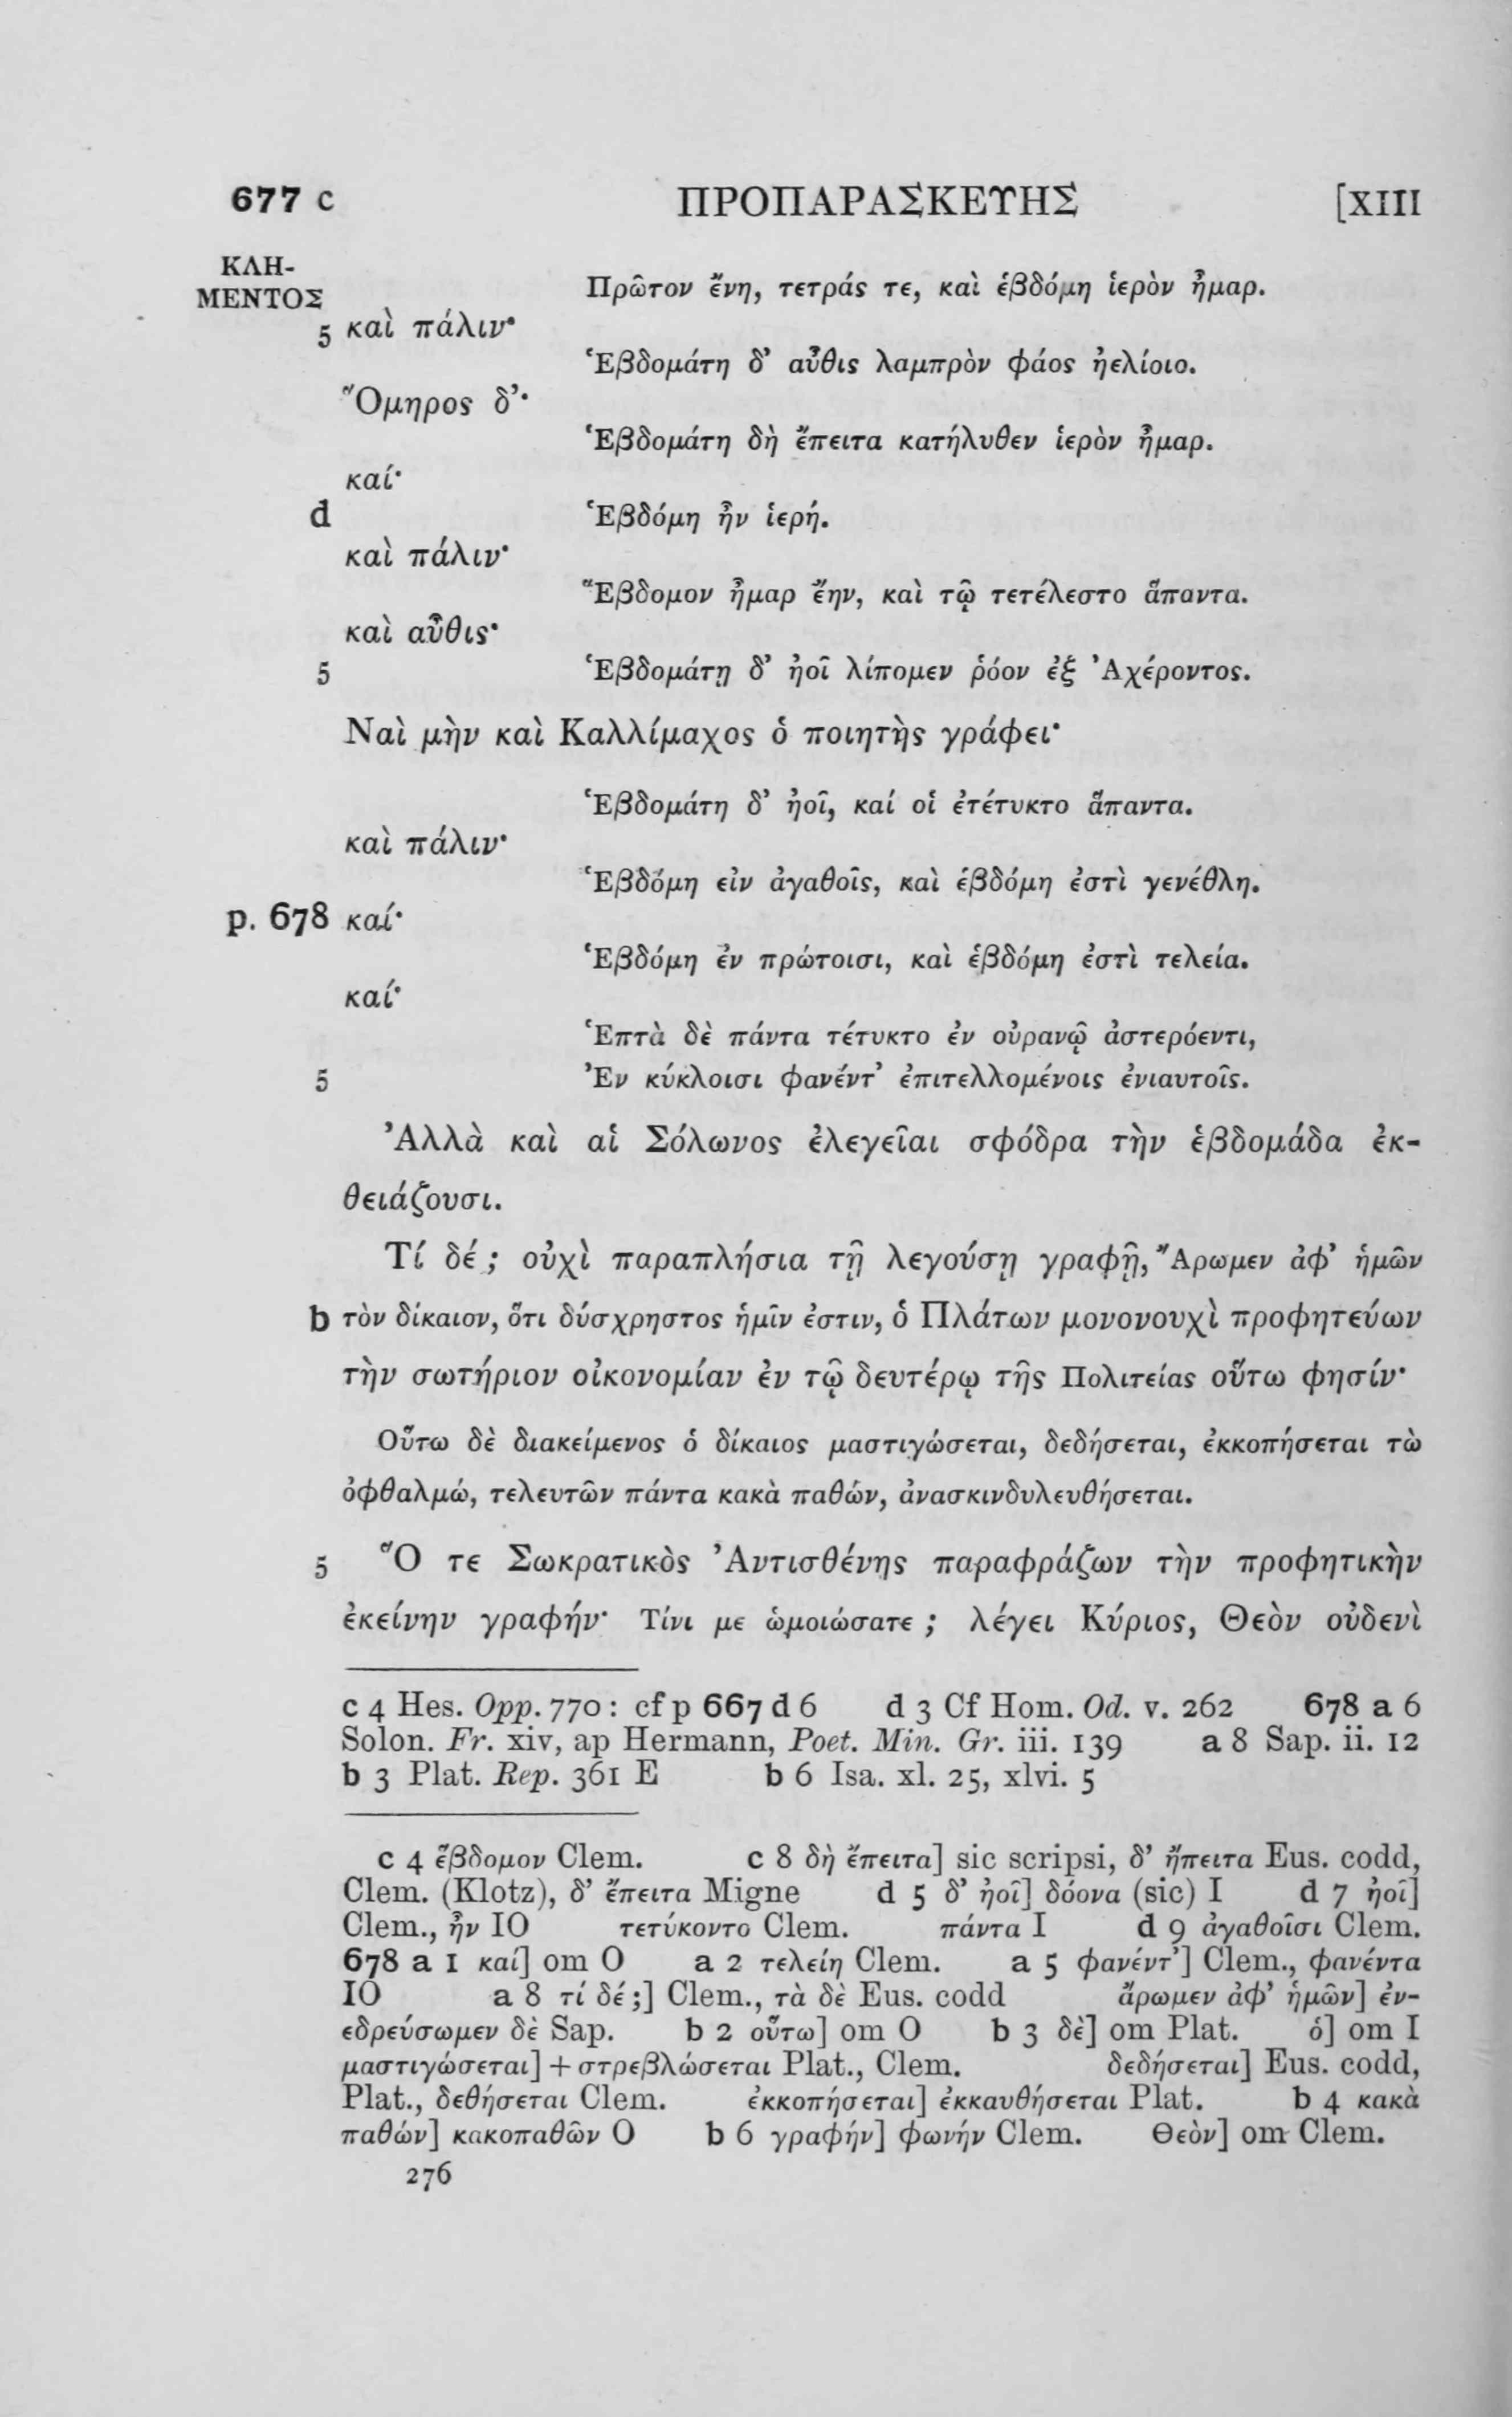 677 c ΠΡΟΠΑΡΑΣΚΕΥΗΣ [XIII
ΚΛΗ-
ΜΕΝΤΟΣ
Πρῶτον ἔνη, τετράς τε, καὶ ἑβδόμη ἱερὸν ἦμαρ.
5 καὶ πάλιν·
Ἑβδομάτη δ’ αὖθις λαμπρὸν φάος ἠελίοιο.
Ὅμηρος δ’·
Ἑβδομάτη δὴ ἔπειτα κατήλυθεν ἱερὸν ἦμαρ.
καί·
d Ἑβδόμη ἦν ἱερή.
καὶ πάλιν·
Ἕβδομον ἦμαρ ἔην, καὶ τῷ τετέλεστο ἅπαντα.
καὶ αὖθις·
5 Ἑβδομάτῃ δ’ ἠοῖ λίπομεν ῥόον ἐξ Ἀχέροντος.
Ναὶ μὴν καὶ Καλλίμαχος ὁ ποιητὴς γράφει·
Ἑβδομάτη δ’ ἠοῖ, καί οἱ ἐτέτυκτο ἅπαντα.
καὶ πάλιν·
Ἑβδόμη εἰν ἀγαθοῖς, καὶ ἑβδόμη ἐστὶ γενέθλη.
p. 678 καί·
Ἑβδόμη ἐν πρώτοισι, καὶ ἑβδόμη ἐστὶ τελεία.
καί·
Ἑπτὰ δὲ πάντα τέτυκτο ἐν οὐρανῷ ἀστερόεντι,
5 Ἐν κύκλοισι φανέντ’ ἐπιτελλομένοις ἐνιαυτοῖς.
Ἀλλὰ καὶ αἱ Σόλωνος ἐλεγεῖαι σφόδρα τὴν ἑβδομάδα ἐκ-
θειάζουσι.
Τί δέ; οὐχὶ παραπλήσια τῇ λεγούσῃ γραφῇ, Ἄρωμεν ἀφ’ ἡμῶν
b τὸν δίκαιον, ὅτι δύσχρηστος ἡμῖν ἐστιν, ὁ Πλάτων μονονουχὶ προφητεύων
τὴν σωτήριον οἰκονομίαν ἐν τῷ δευτέρῳ τῆς Πολιτείας οὕτω φησίν·
Οὕτω δὲ διακείμενος ὁ δίκαιος μαστιγώσεται, δεδήσεται, ἐκκοπήσεται τὼ
ὀφθαλμώ, τελευτῶν πάντα κακὰ παθών, ἀνασκινδυλευθήσεται.
5 Ὅ τε Σωκρατικὸς Ἀντισθένης παραφράζων τὴν προφητικὴν
ἐκείνην γραφήν· Τίνι με ὡμοιώσατε; λέγει Κύριος, Θεὸν οὐδενὶ
c 4 Hes. Opp. 770: cf p 667 d 6 d 3 Cf Hom. Od. v. 262 678 a 6
Solon. Fr. xiv, ap Hermann, Poet. Min. Gr. iii. 139 a 8 Sap. ii. 12
b 3 Plat. Rep. 361 E b 6 Isa. xl. 25, xlvi. 5
c 4 ἕβδομον Clem. c 8 δὴ ἔπειτα] sic scripsi, δ’ ἤπειτα Eus. codd,
Clem. (Klotz), δ’ ἔπειτα Migne d 5 δ’ ἠοῖ] δόονα (sic) I d 7 ἠοῖ]
Clem., ἦν IO τετύκοντο Clem. πάντα I d 9 ἀγαθοῖσι Clem.
678 a 1 καί] om O a 2 τελείη Clem. a 5 φανέντ’] Clem., φανέντα
IO a 8 τί δέ;] Clem., τὰ δὲ Eus. codd ἄρωμεν ἀφ’ ἡμῶν] ἐν-
εδρεύσωμεν δὲ Sap. b 2 οὕτω] om O b 3 δὲ] om Plat. ὁ] om I
μαστιγώσεται] + στρεβλώσεται Plat., Clem. δεδήσεται] Eus. codd,
Plat., δεθήσεται Clem. ἐκκοπήσεται] ἐκκαυθήσεται Plat. b 4 κακὰ
παθών] κακοπαθῶν O b 6 γραφήν] φωνήν Clem. Θεὸν] om Clem.
276